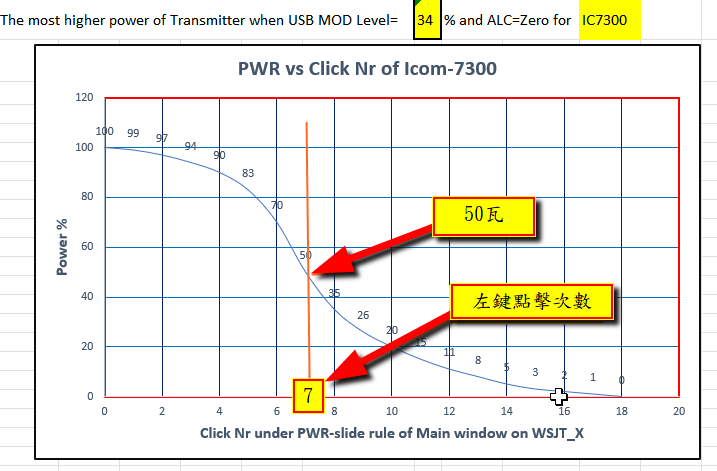 The most higher power of Transmitter when USB MOD Level= 34 % and ALC=Zero for IC7300
PWR vs Click Nr of Icom-7300
120
100
80
60
40
20
0
Power %
100 99 97 94 90 83 70 50 35 26 20 15 11 8 5 3 2 1 0
50瓦
左鍵點擊次數
7
0 2 4 6 8 10 12 14 16 18 20
Click Nr under PWR-slide rule of Main window on WSJT_X